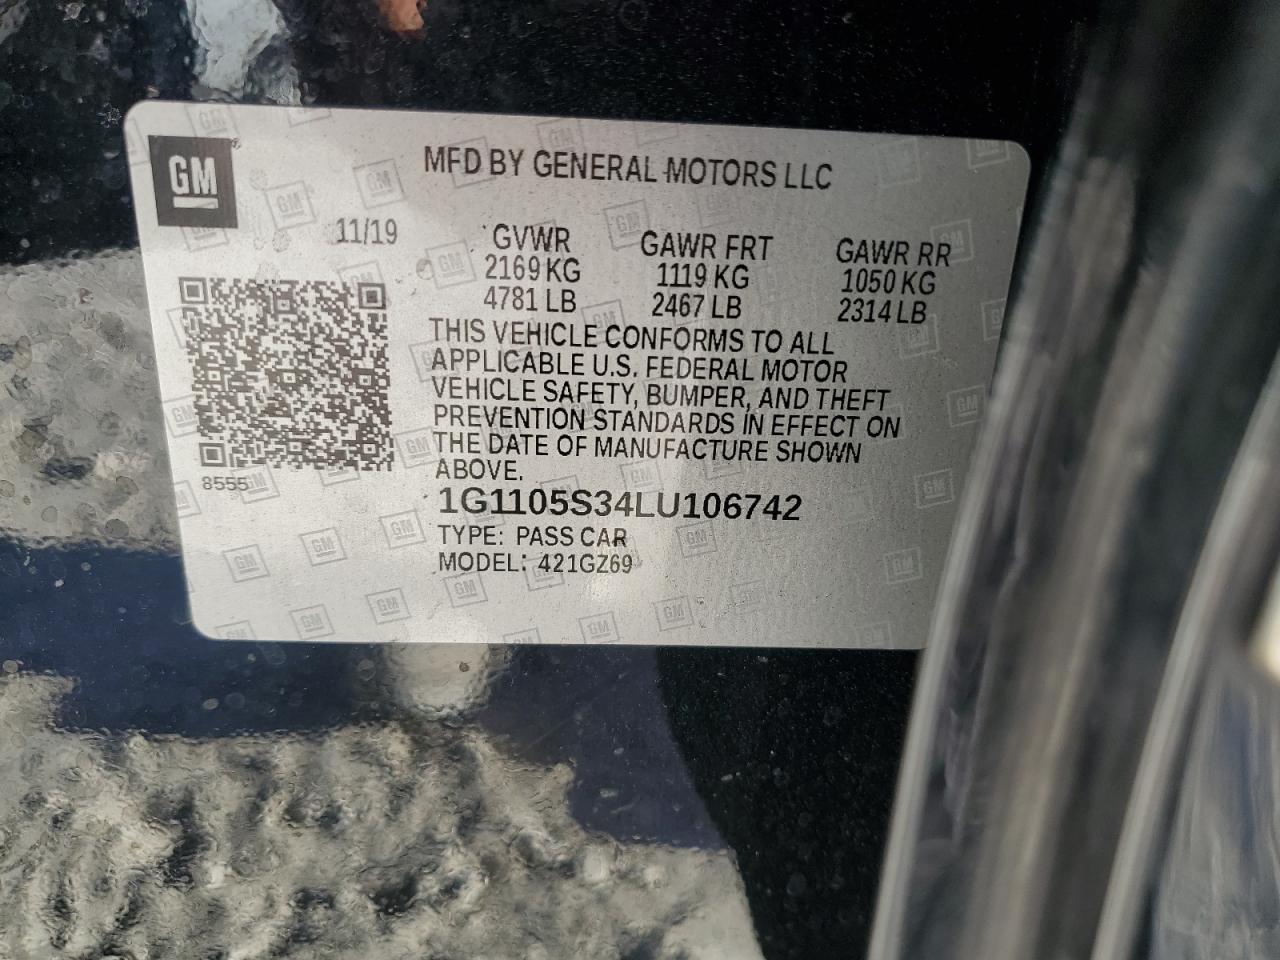 GM
MFD BY GENERAL MOTORS LLC
11/19
GVWR GAWR FRT GAWR RR
2169 KG 1119 KG 1050 KG
4781 LB 2467 LB 2314 LB
THIS VEHICLE CONFORMS TO ALL
APPLICABLE U.S. FEDERAL MOTOR
VEHICLE SAFETY, BUMPER, AND THEFT
PREVENTION STANDARDS IN EFFECT ON
THE DATE OF MANUFACTURE SHOWN
ABOVE.
8555
1G1105S34LU106742
TYPE: PASS CAR
MODEL: 421GZ69